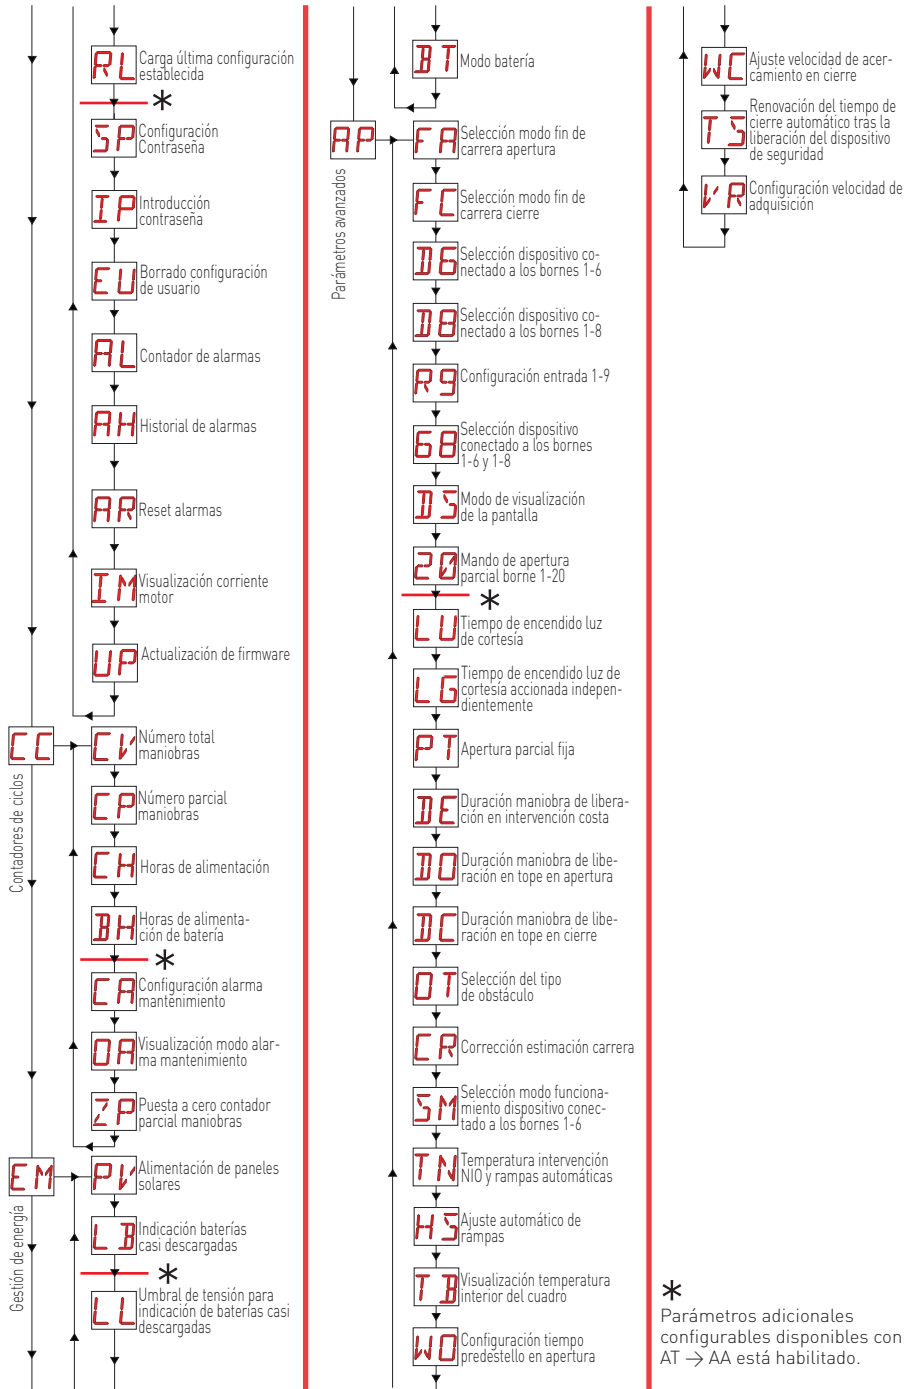 RL
Carga última configuración
establecida
*
SP
Configuración
Contraseña
IP
Introducción
contraseña
EU
Borrado configuración
de usuario
AL
Contador de alarmas
AH
Historial de alarmas
AR
Reset alarmas
IM
Visualización corriente
motor
UP
Actualización de firmware
CC
Contadores de ciclos
CV
Número total
maniobras
CP
Número parcial
maniobras
CH
Horas de alimentación
BH
Horas de alimenta-
ción de batería
*
CA
Configuración alarma
mantenimiento
OA
Visualización modo alar-
ma mantenimiento
ZP
Puesta a cero contador
parcial maniobras
EM
Gestión de energía
PV
Alimentación de paneles
solares
LB
Indicación baterías
casi descargadas
*
LL
Umbral de tensión para
indicación de baterías casi
descargadas
BT
Modo batería
AP
Parámetros avanzados
FA
Selección modo fin de
carrera apertura
FC
Selección modo fin de
carrera cierre
D6
Selección dispositivo co-
nectado a los bornes 1-6
D8
Selección dispositivo co-
nectado a los bornes 1-8
R9
Configuración entrada 1-9
68
Selección dispositivo
conectado a los bornes
1-6 y 1-8
DS
Modo de visualización
de la pantalla
20
Mando de apertura
parcial borne 1-20
*
LU
Tiempo de encendido luz
de cortesía
LG
Tiempo de encendido luz de
cortesía accionada indepen-
dientemente
PT
Apertura parcial fija
DE
Duración maniobra de libera-
ción en intervención costa
DO
Duración maniobra de libe-
ración en tope en apertura
DC
Duración maniobra de libe-
ración en tope en cierre
OT
Selección del tipo
de obstáculo
CR
Corrección estimación carrera
SM
Selección modo funciona-
miento dispositivo conec-
tado a los bornes 1-6
TN
Temperatura intervención
NIO y rampas automáticas
HS
Ajuste automático de
rampas
TB
Visualización temperatura
interior del cuadro
WO
Configuración tiempo
predestello en apertura
WC
Ajuste velocidad de acer-
camiento en cierre
TS
Renovación del tiempo de
cierre automático tras la
liberación del dispositivo
de seguridad
VR
Configuración velocidad de
adquisición
*
Parámetros adicionales
configurables disponibles con
AT → AA está habilitado.